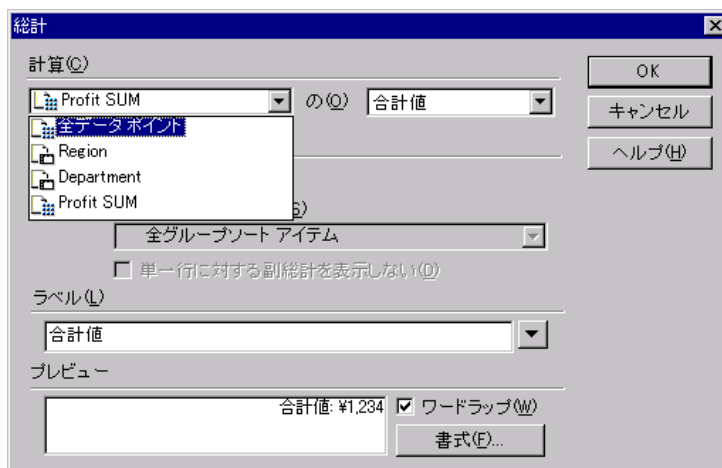 総計
計算(C)
OK
Profit SUM の(O) 合計値
キャンセル
全データ ポイント
Region
ヘルプ(H)
Department
Profit SUM
S)
全グループソート アイテム
単一行に対する副総計を表示しない(D)
ラベル(L)
合計値
プレビュー
合計値: ¥1,234
ワードラップ(W)
書式(F)...